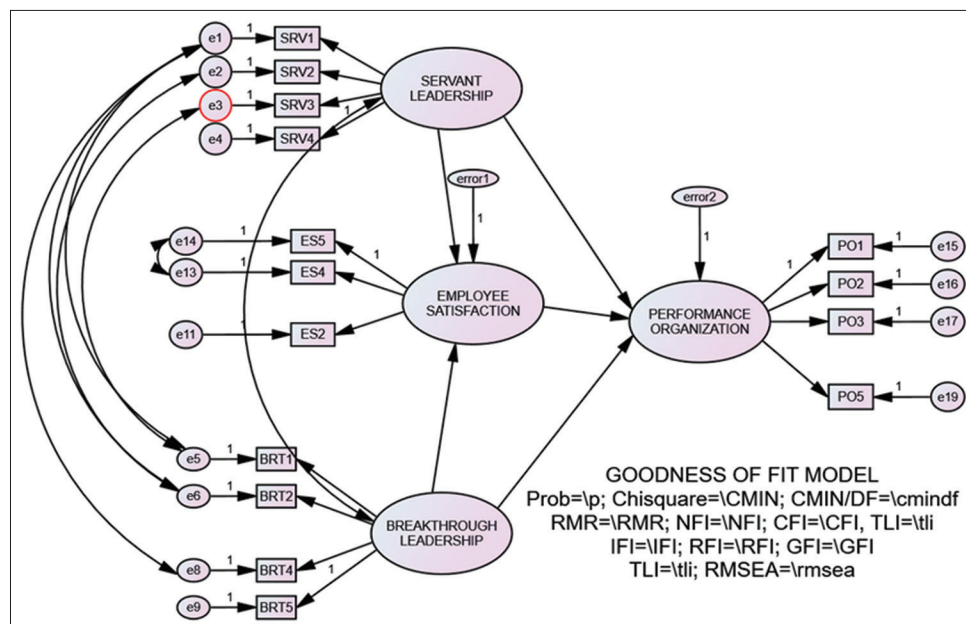 e1 1 SRV1
e2 1 SRV2
e3 1 SRV3
e4 1 SRV4
1
SERVANT
LEADERSHIP
error1
1
error2
1
e14 1 ES5
e13 1 ES4
e11 ES2
1
EMPLOYEE
SATISFACTION
PERFORMANCE
ORGANIZATION
1
PO1 1 e15
PO2 1 e16
PO3 1 e17
PO5 1 e19
e5 1 BRT1
e6 1 BRT2
e8 1 BRT4
e9 1 BRT5
1
BREAKTHROUGH
LEADERSHIP
GOODNESS OF FIT MODEL
Prob=\p; Chisquare=\CMIN; CMIN/DF=\cmindf
RMR=\RMR; NFI=\NFI; CFI=\CFI, TLI=\tli
IFI=\IFI; RFI=\RFI; GFI=\GFI
TLI=\tli; RMSEA=\rmsea